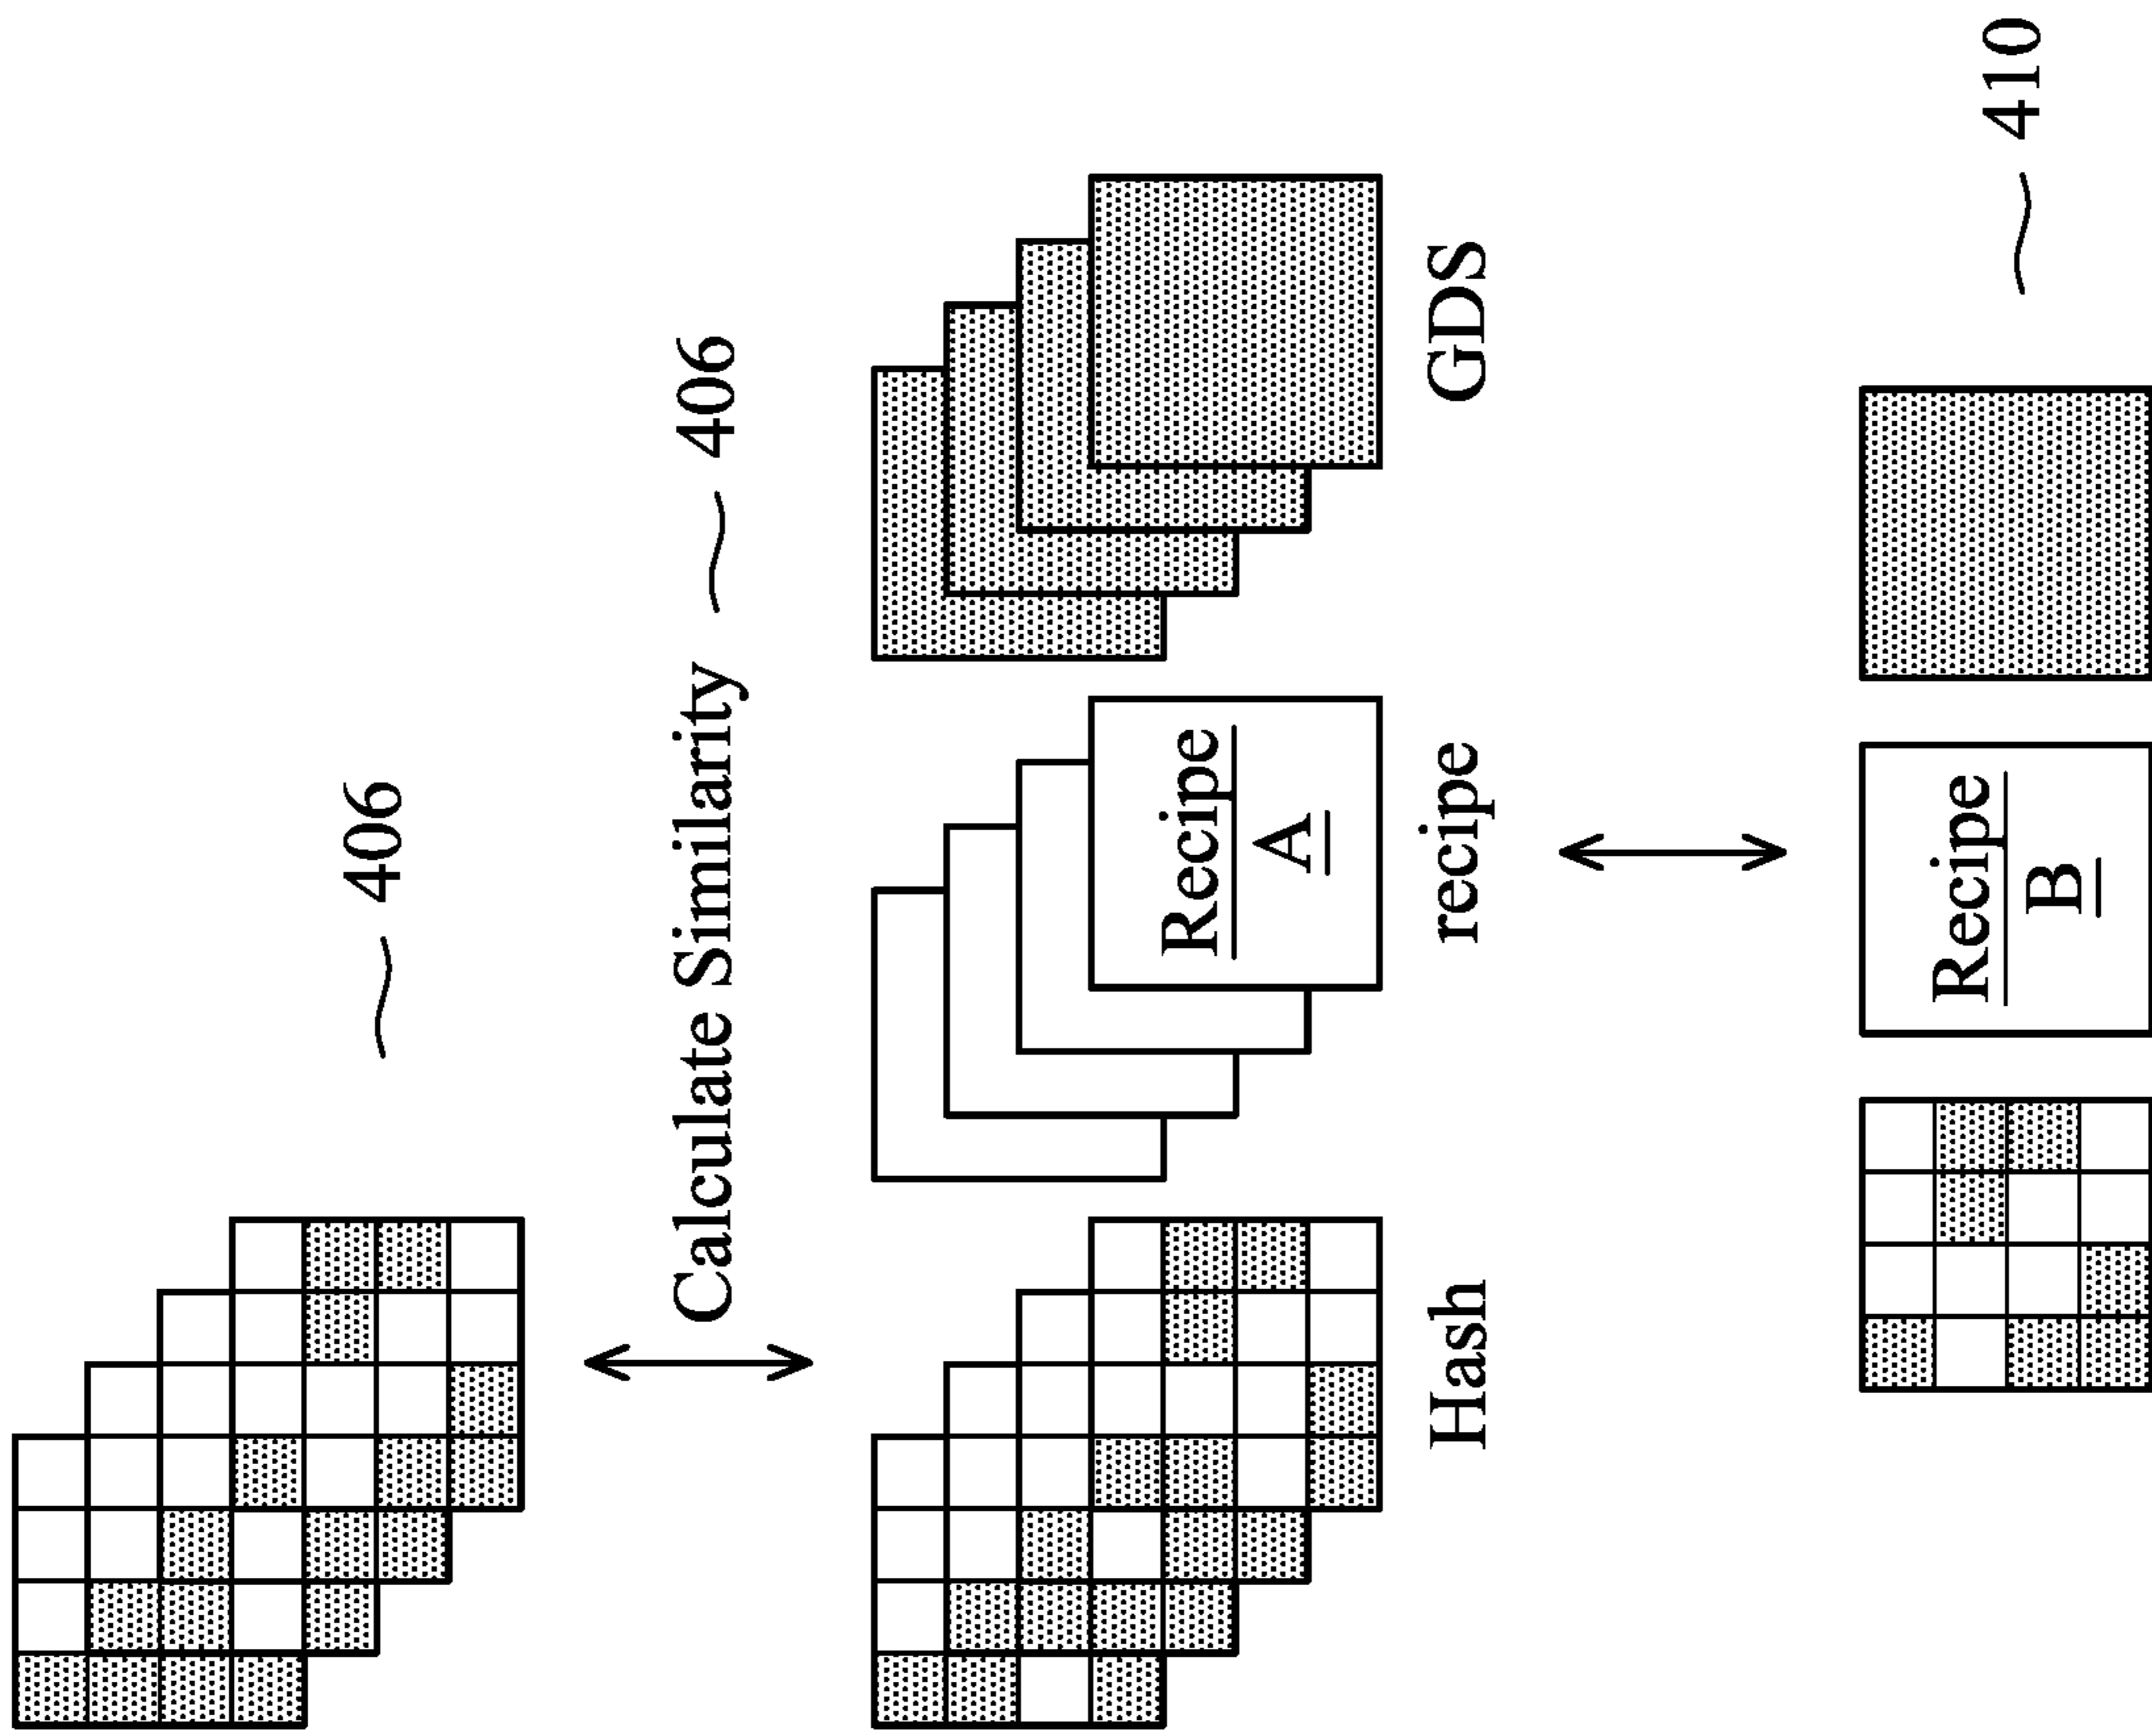 406
Calculate Similarity 406
Recipe
A
Hash recipe GDS
Recipe
B
410